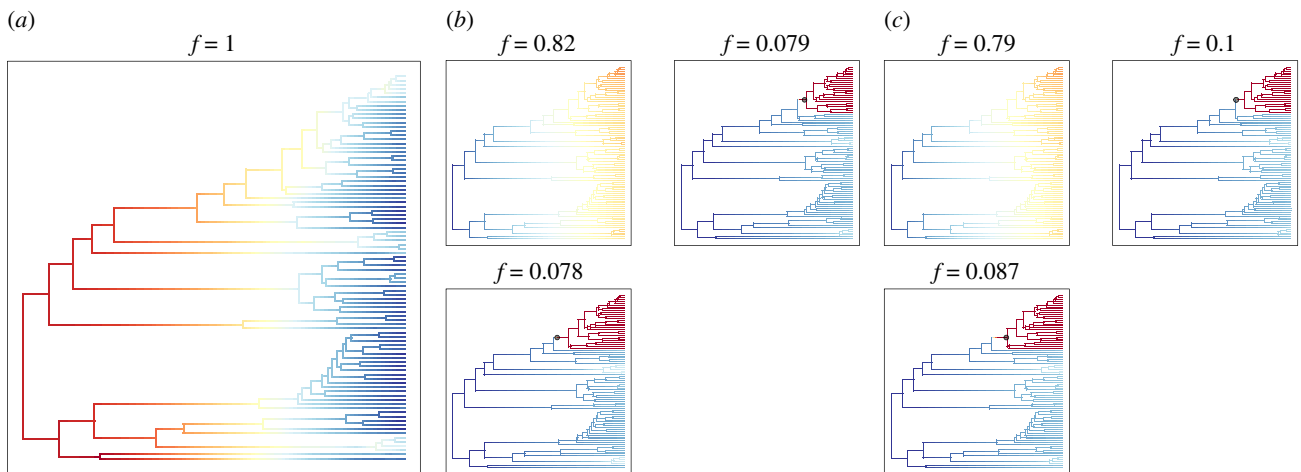 (a)
f = 1
(b)
f = 0.82
f = 0.079
f = 0.078
(c)
f = 0.79
f = 0.1
f = 0.087